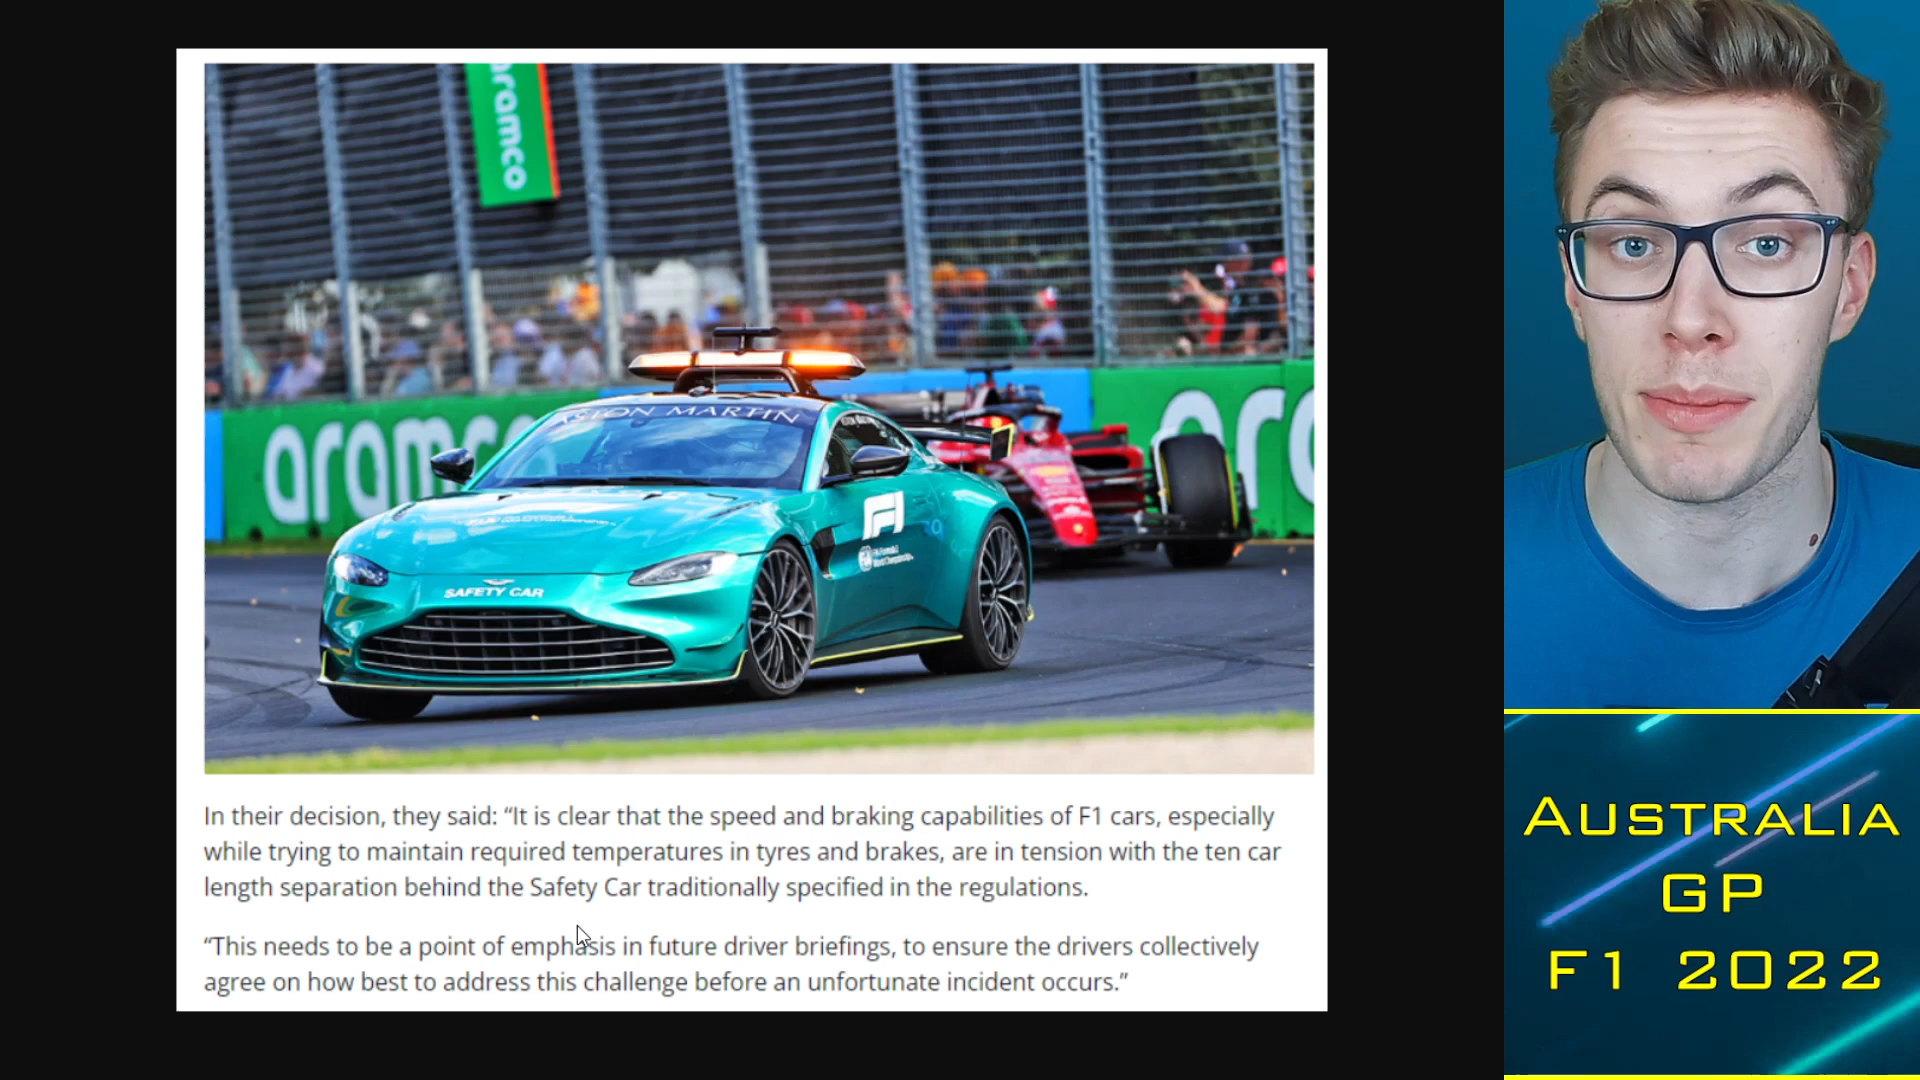 aramco
ASTON MARTIN
aramco
SAFETY CAR
F1
In their decision, they said: “It is clear that the speed and braking capabilities of F1 cars, especially
while trying to maintain required temperatures in tyres and brakes, are in tension with the ten car
length separation behind the Safety Car traditionally specified in the regulations.
“This needs to be a point of emphasis in future driver briefings, to ensure the drivers collectively
agree on how best to address this challenge before an unfortunate incident occurs.”
AUSTRALIA
GP
F1 2022